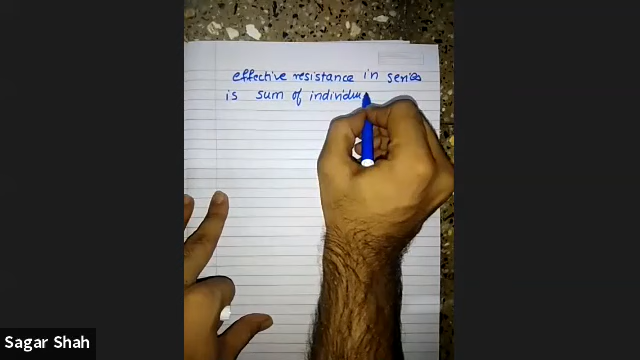 effective resistance in series
is sum of individu
Sagar Shah